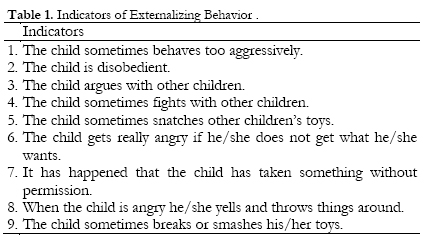 Table 1. Indicators of Externalizing Behavior .
Indicators
1. The child sometimes behaves too aggressively.
2. The child is disobedient.
3. The child argues with other children.
4. The child sometimes fights with other children.
5. The child sometimes snatches other children's toys.
6. The child gets really angry if he/she does not get what he/she
wants.
7. It has happened that the child has taken something without
permission.
8. When the child is angry he/she yells and throws things around.
9. The child sometimes breaks or smashes his/her toys.